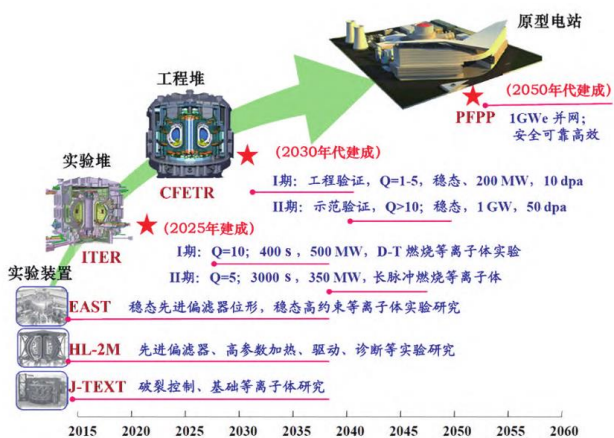 原型电站
(2050年代建成)
PFPP
1GWe 并网;
安全可靠高效
工程堆
(2030年代建成)
CFETR
I期: 工程验证, Q=1-5, 稳态、200 MW, 10 dpa
II期: 示范验证, Q>10; 稳态, 1 GW, 50 dpa
实验堆
(2025年建成)
ITER
I期: Q=10; 400 s, 500 MW, D-T 燃烧等离子体实验
II期: Q=5; 3000 s, 350 MW, 长脉冲燃烧等离子体
实验装置
EAST 稳态先进偏滤器位形, 稳态高约束等离子体实验研究
HL-2M 先进偏滤器、高参数加热、驱动、诊断等实验研究
J-TEXT 破裂控制、基础等离子体研究
2015 2020 2025 2030 2035 2040 2045 2050 2055 2060